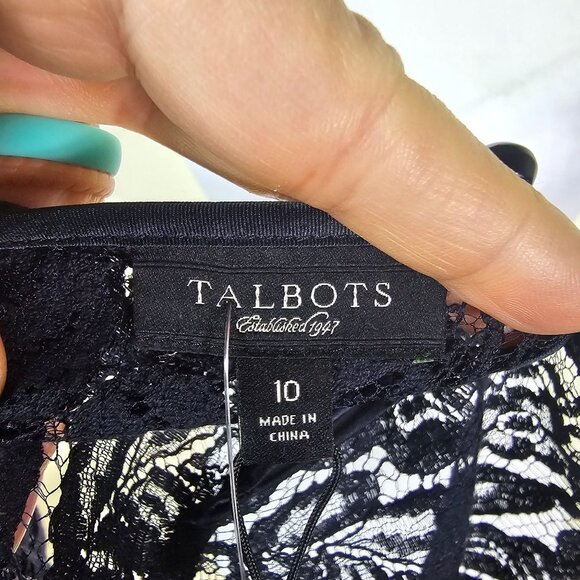 TALBOTS
Established 1947
10
MADE IN
CHINA